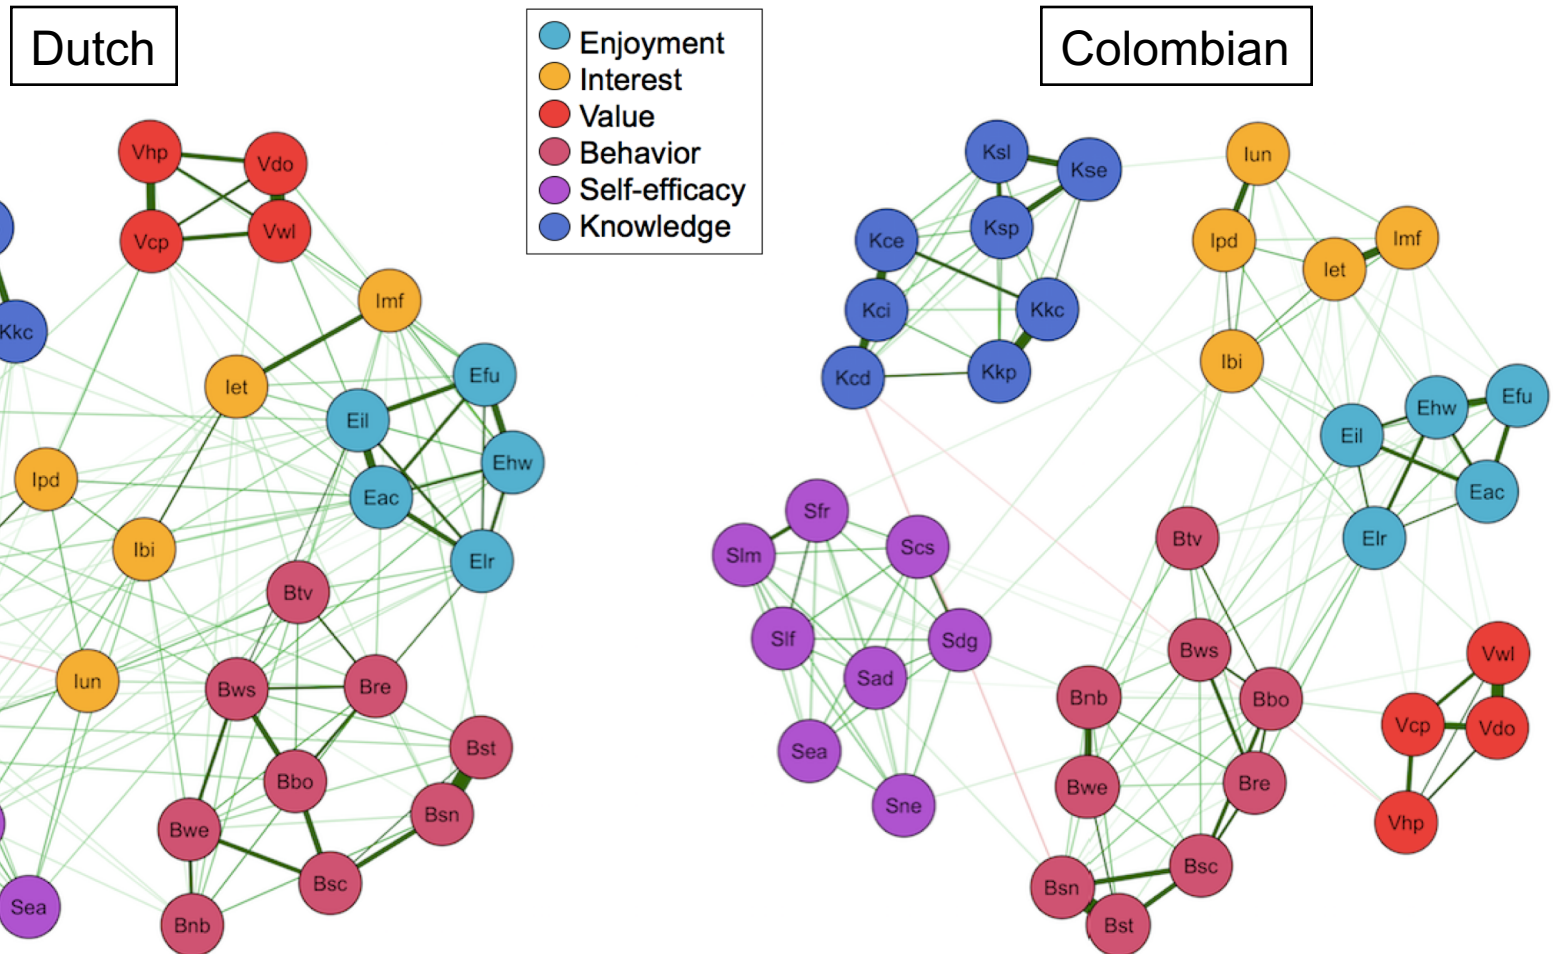 Dutch
Enjoyment
Interest
Value
Behavior
Self-efficacy
Knowledge
Colombian
Vhp
Vdo
Vcp
Vwl
Imf
Kkc
Iet
Efu
Eil
Ehw
Ipd
Eac
Ibi
Elr
Btv
Iun
Bws
Bre
Bst
Bbo
Bsn
Bwe
Bsc
Sea
Bnb
Ksl
Kse
Iun
Ksp
Kce
Ipd
Imf
Iet
Kci
Kkc
Kcd
Kkp
Ibi
Efu
Ehw
Eil
Eac
Elr
Sfr
Slm
Scs
Btv
Slf
Sdg
Sad
Bws
Vwl
Bnb
Bbo
Vcp
Vdo
Sea
Bwe
Bre
Sne
Vhp
Bsc
Bsn
Bst